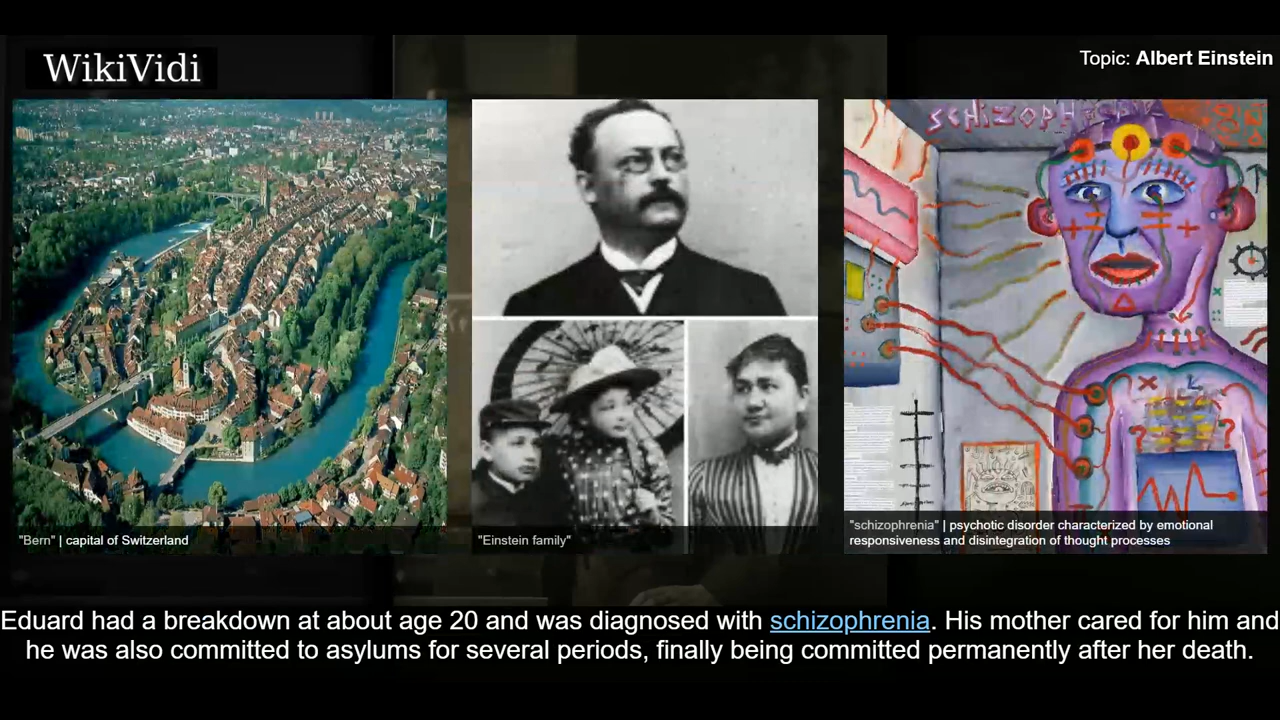 WikiVidi
Topic: Albert Einstein
schizophrenia
"Bern" | capital of Switzerland
"Einstein family"
"schizophrenia" | psychotic disorder characterized by emotional
responsiveness and disintegration of thought processes
Eduard had a breakdown at about age 20 and was diagnosed with schizophrenia. His mother cared for him and
he was also committed to asylums for several periods, finally being committed permanently after her death.